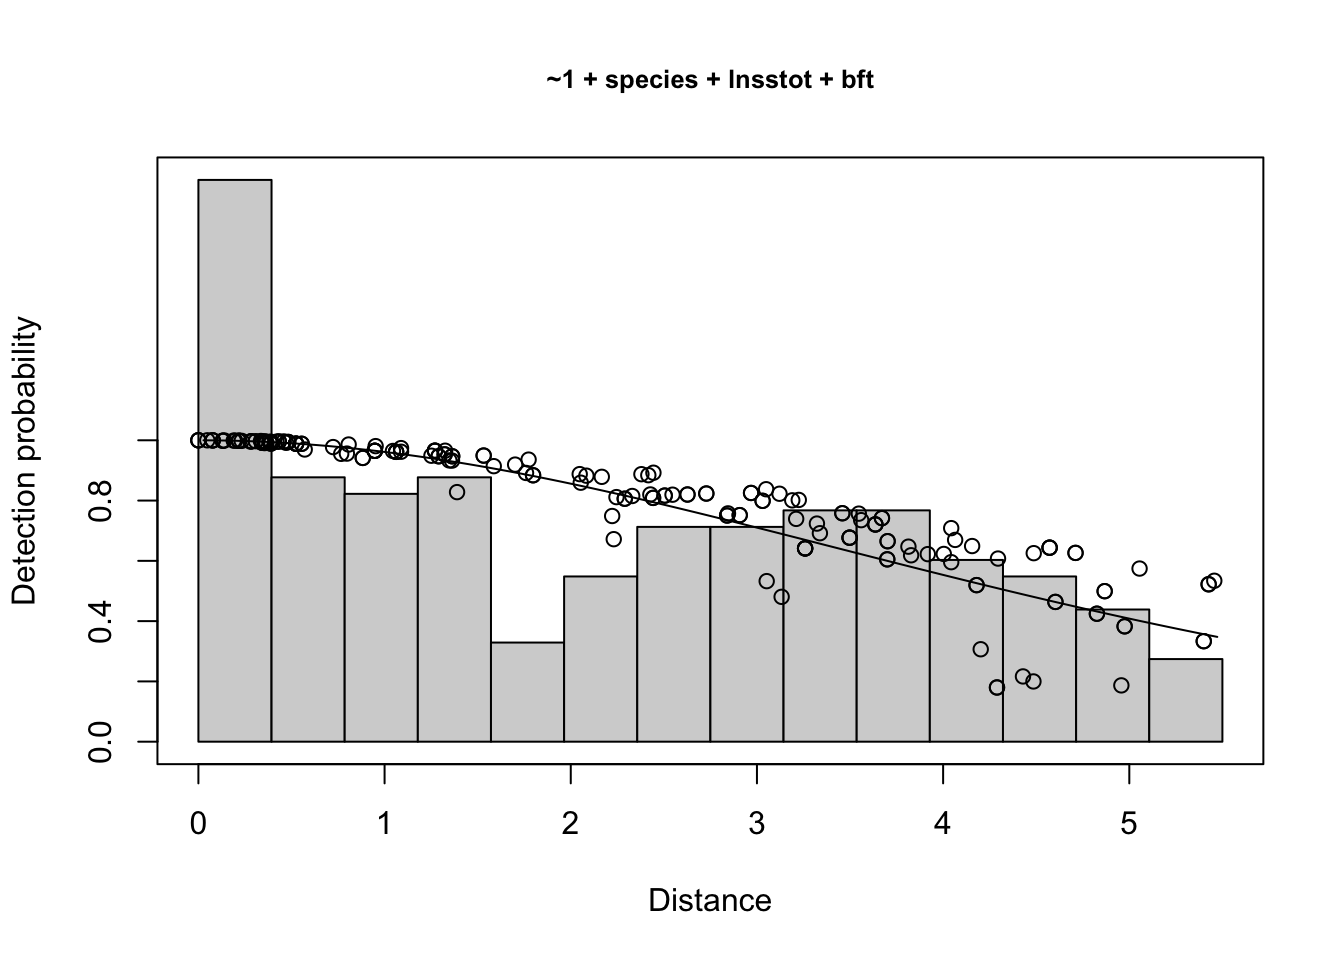 ~1 + species + lnsstot + bft
Detection probability
0.8
0.4
0.0
0 1 2 3 4 5
Distance